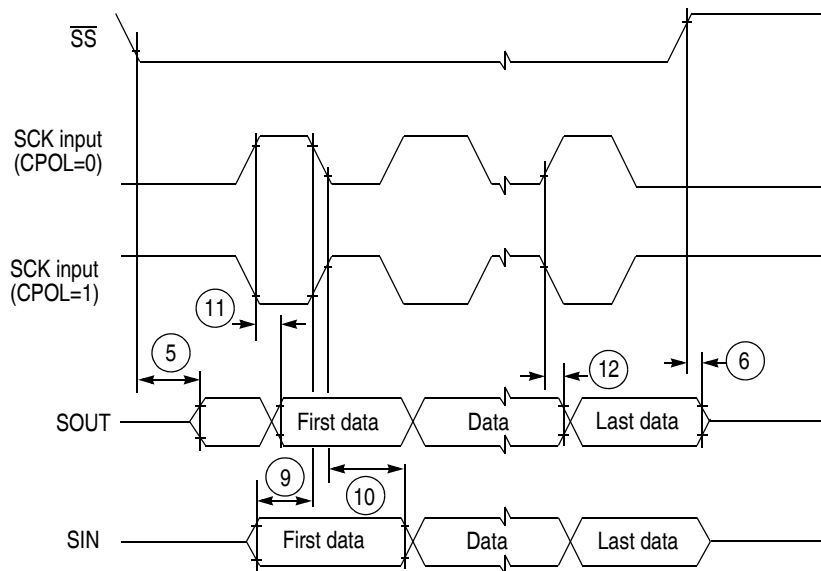 SS
SCK input
(CPOL=0)
SCK input
(CPOL=1)
11
5
12
6
SOUT
First data
Data
Last data
9
10
SIN
First data
Data
Last data